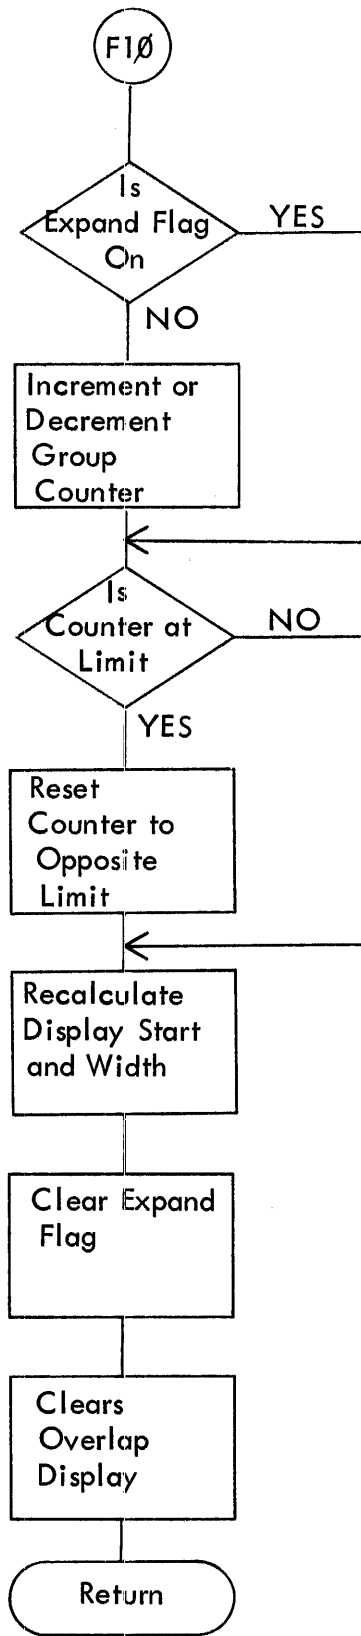 F1Ø
Is
Expand Flag
On
YES
NO
Increment or
Decrement
Group
Counter
Is
Counter at
Limit
NO
YES
Reset
Counter to
Opposite
Limit
Recalculate
Display Start
and Width
Clear Expand
Flag
Clears
Overlap
Display
Return